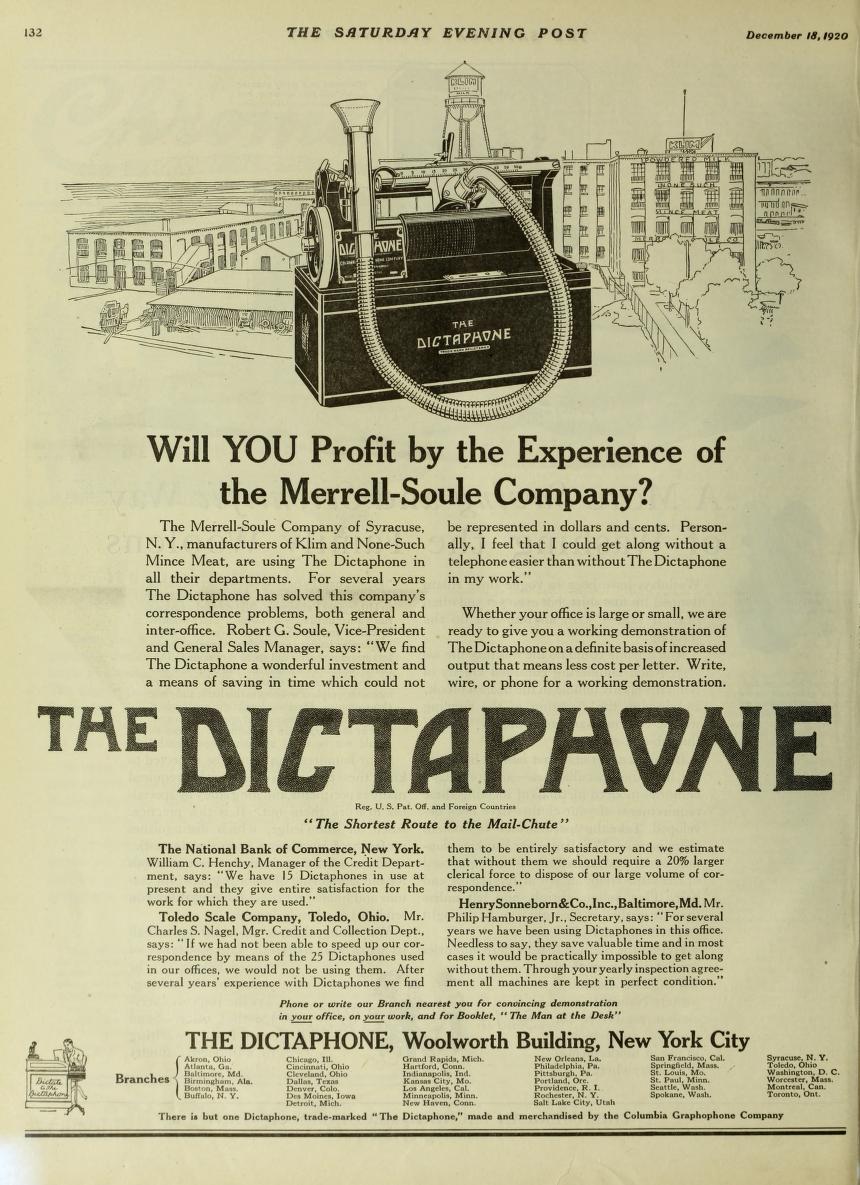 132
THE SATURDAY EVENING POST
December 18, 1920
KLIM
KLIM
POWDERED MILK
NONE SUCH
MINCE MEAT
DICTAPHONE
THE
DICTAPHONE
Will YOU Profit by the Experience of
the Merrell-Soule Company?
The Merrell-Soule Company of Syracuse,
N. Y., manufacturers of Klim and None-Such
Mince Meat, are using The Dictaphone in
all their departments. For several years
The Dictaphone has solved this company's
correspondence problems, both general and
inter-office. Robert G. Soule, Vice-President
and General Sales Manager, says: "We find
The Dictaphone a wonderful investment and
a means of saving in time which could not
be represented in dollars and cents. Person-
ally, I feel that I could get along without a
telephone easier than without The Dictaphone
in my work."
Whether your office is large or small, we are
ready to give you a working demonstration of
The Dictaphone on a definite basis of increased
output that means less cost per letter. Write,
wire, or phone for a working demonstration.
THE DICTAPHONE
Reg. U. S. Pat. Off. and Foreign Countries
"The Shortest Route to the Mail-Chute"
The National Bank of Commerce, New York.
William C. Henchy, Manager of the Credit Depart-
ment, says: "We have 15 Dictaphones in use at
present and they give entire satisfaction for the
work for which they are used."
Toledo Scale Company, Toledo, Ohio. Mr.
Charles S. Nagel, Mgr. Credit and Collection Dept.,
says: "If we had not been able to speed up our cor-
respondence by means of the 25 Dictaphones used
in our offices, we would not be using them. After
several years' experience with Dictaphones we find
them to be entirely satisfactory and we estimate
that without them we should require a 20% larger
clerical force to dispose of our large volume of cor-
respondence."
Henry Sonneborn & Co., Inc., Baltimore, Md. Mr.
Philip Hamburger, Jr., Secretary, says: "For several
years we have been using Dictaphones in this office.
Needless to say, they save valuable time and in most
cases it would be practically impossible to get along
without them. Through your yearly inspection agree-
ment all machines are kept in perfect condition."
Phone or write our Branch nearest you for convincing demonstration
in your office, on your work, and for Booklet, "The Man at the Desk"
THE DICTAPHONE, Woolworth Building, New York City
Dictate
to The
Dictaphone
Branches
Akron, Ohio
Atlanta, Ga.
Baltimore, Md.
Birmingham, Ala.
Boston, Mass.
Buffalo, N. Y.
Chicago, Ill.
Cincinnati, Ohio
Cleveland, Ohio
Dallas, Texas
Denver, Colo.
Des Moines, Iowa
Detroit, Mich.
Grand Rapids, Mich.
Hartford, Conn.
Indianapolis, Ind.
Kansas City, Mo.
Los Angeles, Cal.
Minneapolis, Minn.
New Haven, Conn.
New Orleans, La.
Philadelphia, Pa.
Pittsburgh, Pa.
Portland, Ore.
Providence, R. I.
Rochester, N. Y.
Salt Lake City, Utah
San Francisco, Cal.
Springfield, Mass.
St. Louis, Mo.
St. Paul, Minn.
Seattle, Wash.
Spokane, Wash.
Syracuse, N. Y.
Toledo, Ohio
Washington, D. C.
Worcester, Mass.
Montreal, Can.
Toronto, Ont.
There is but one Dictaphone, trade-marked "The Dictaphone," made and merchandised by the Columbia Graphophone Company